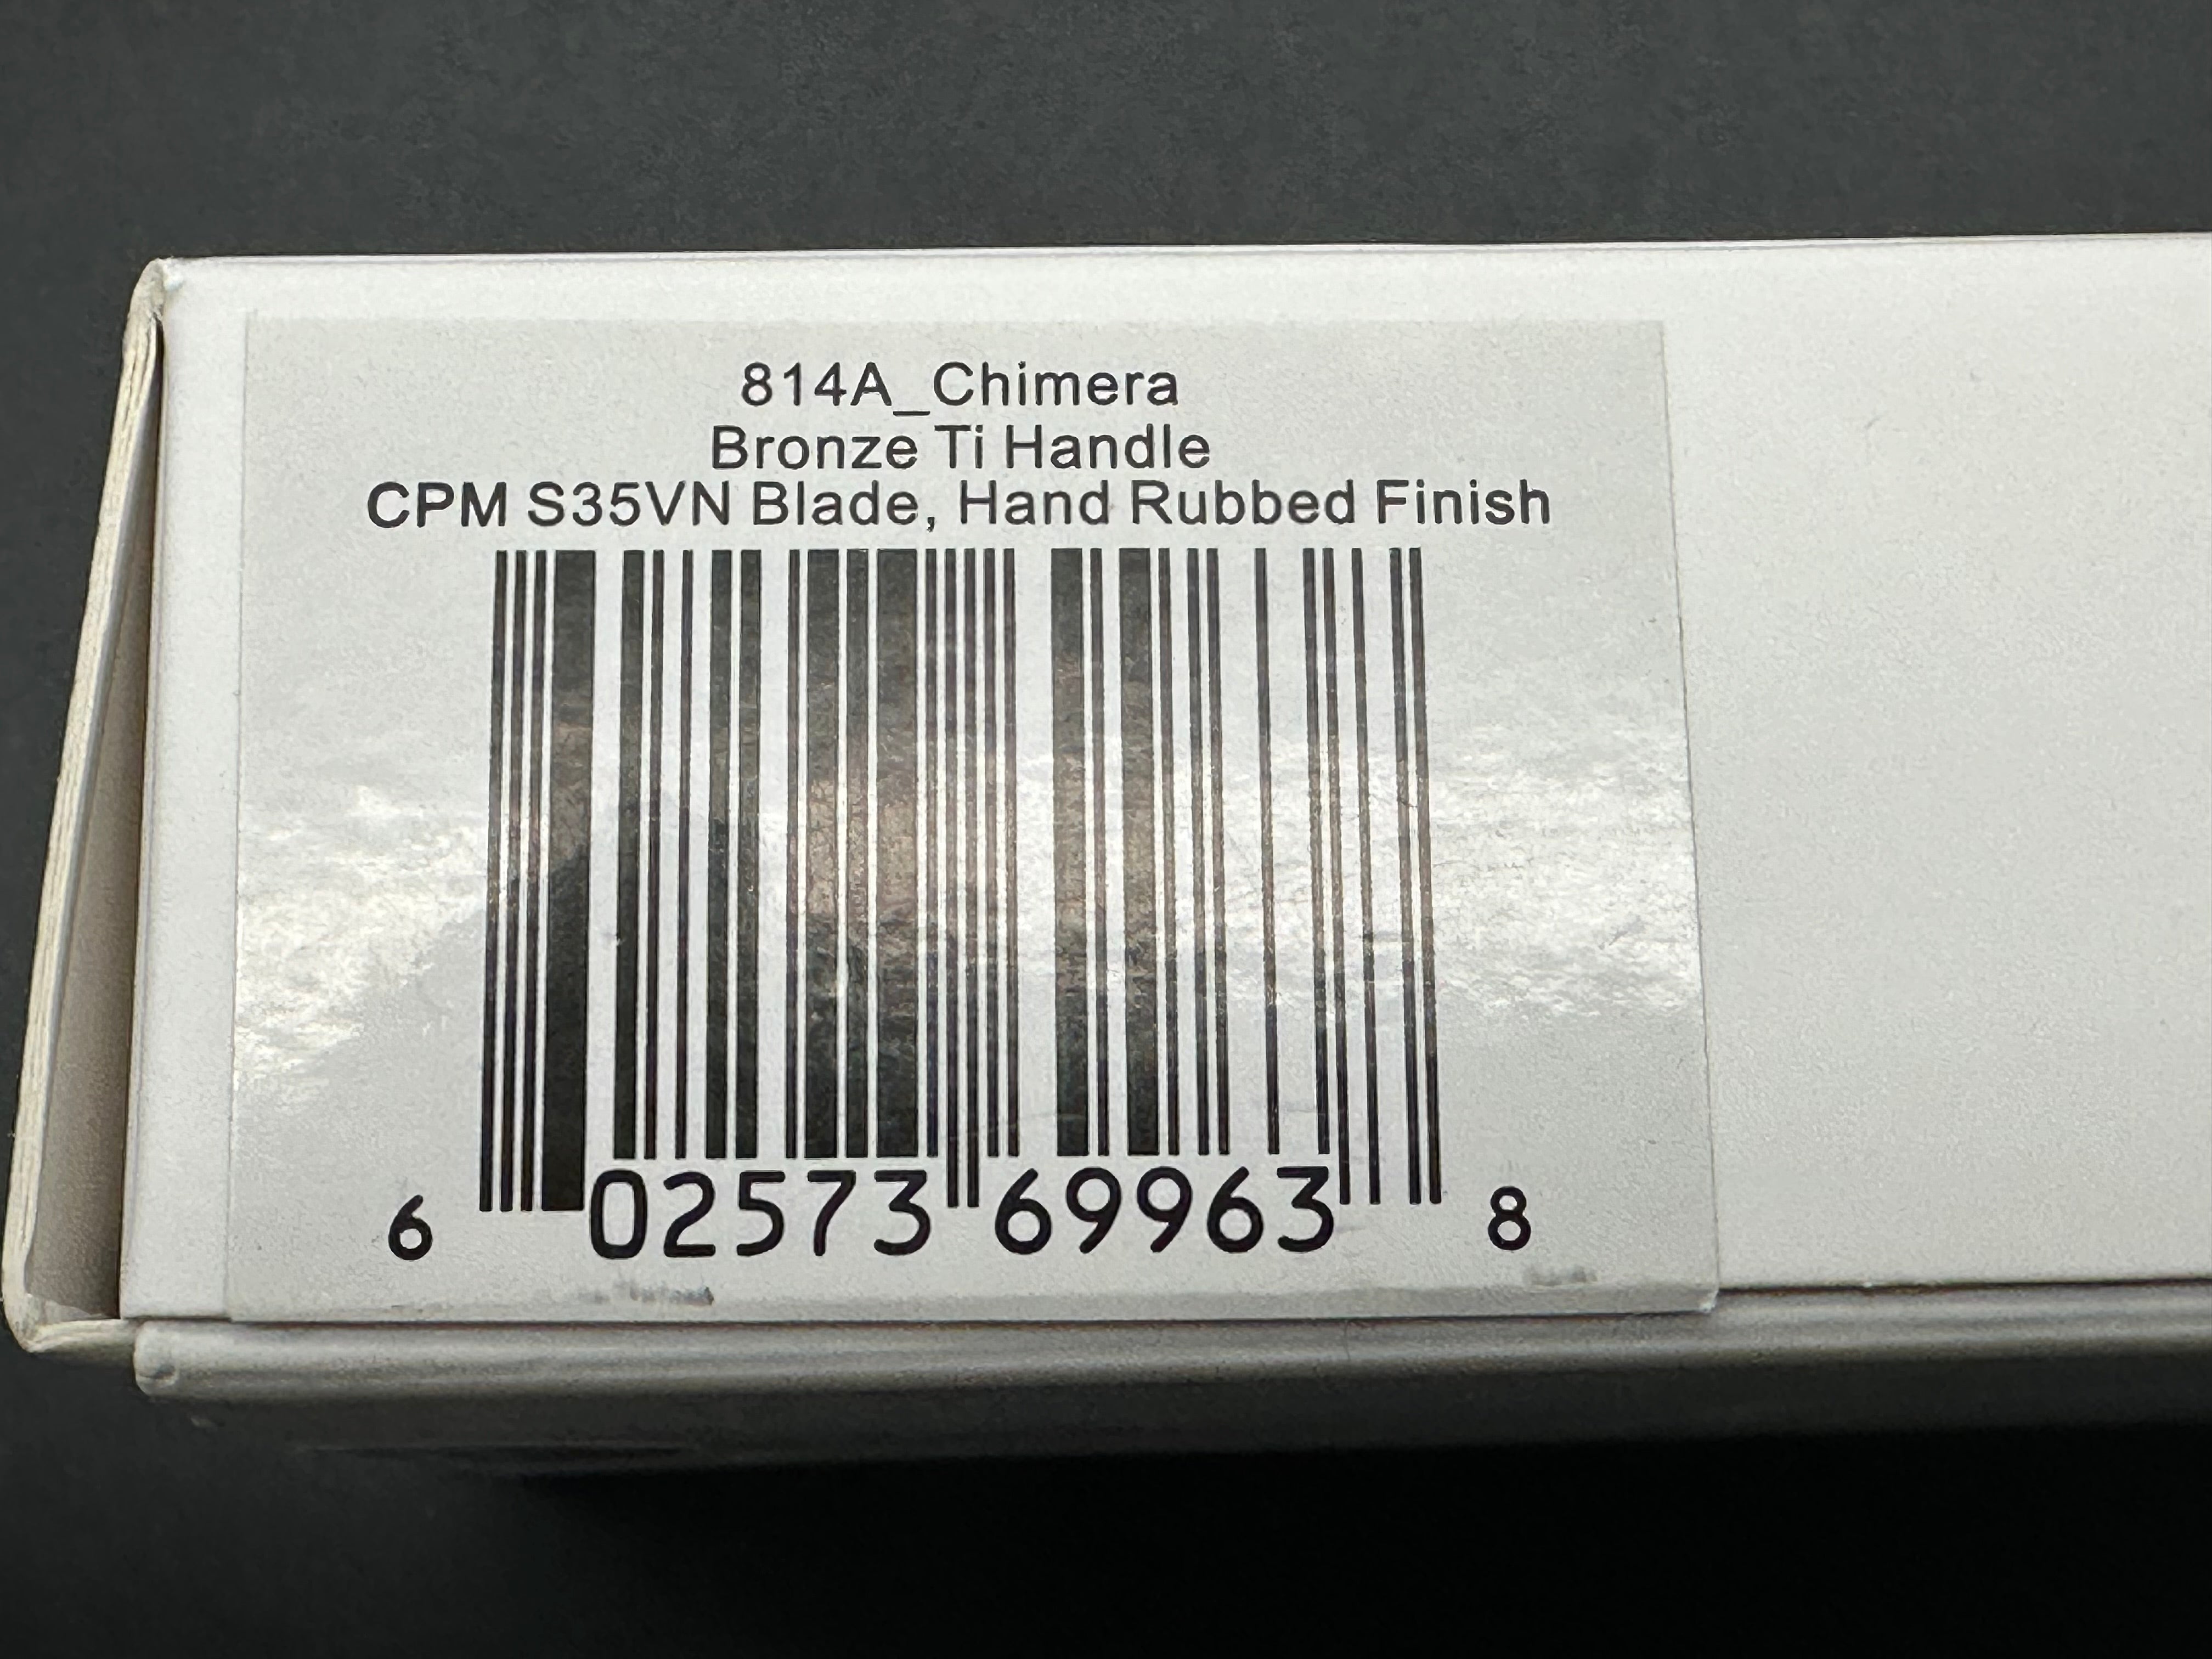 814A_Chimera
Bronze Ti Handle
CPM S35VN Blade, Hand Rubbed Finish
6 02573 69963 8